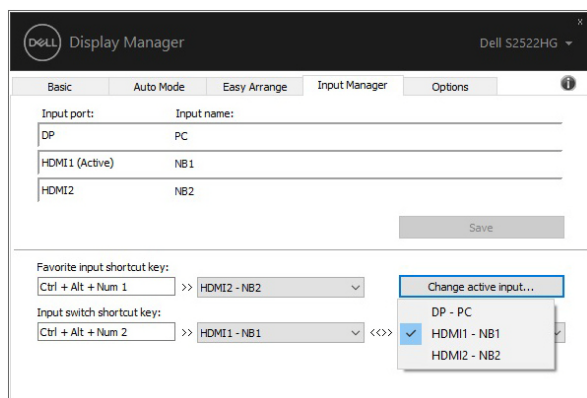 x
DELL Display Manager Dell S2522HG
Basic Auto Mode Easy Arrange Input Manager Options i
Input port: Input name:
DP PC
HDMI1 (Active) NB1
HDMI2 NB2
Save
Favorite input shortcut key:
Ctrl + Alt + Num 1 >> HDMI2 - NB2 Change active input...
Input switch shortcut key:
Ctrl + Alt + Num 2 >> HDMI1 - NB1 <<>>
DP - PC
HDMI1 - NB1
HDMI2 - NB2